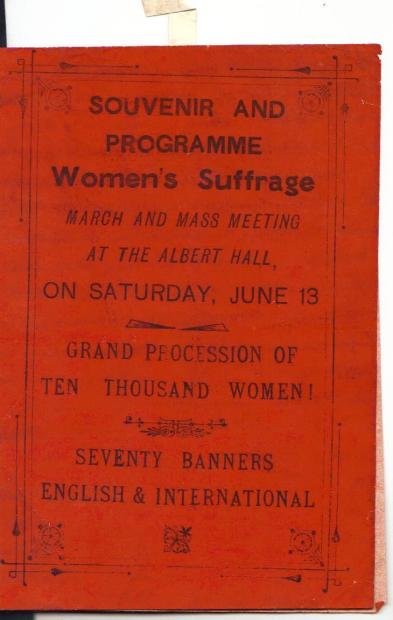 SOUVENIR AND
PROGRAMME
Women's Suffrage
MARCH AND MASS MEETING
AT THE ALBERT HALL,
ON SATURDAY, JUNE 13
GRAND PROCESSION OF
TEN THOUSAND WOMEN!
SEVENTY BANNERS
ENGLISH & INTERNATIONAL